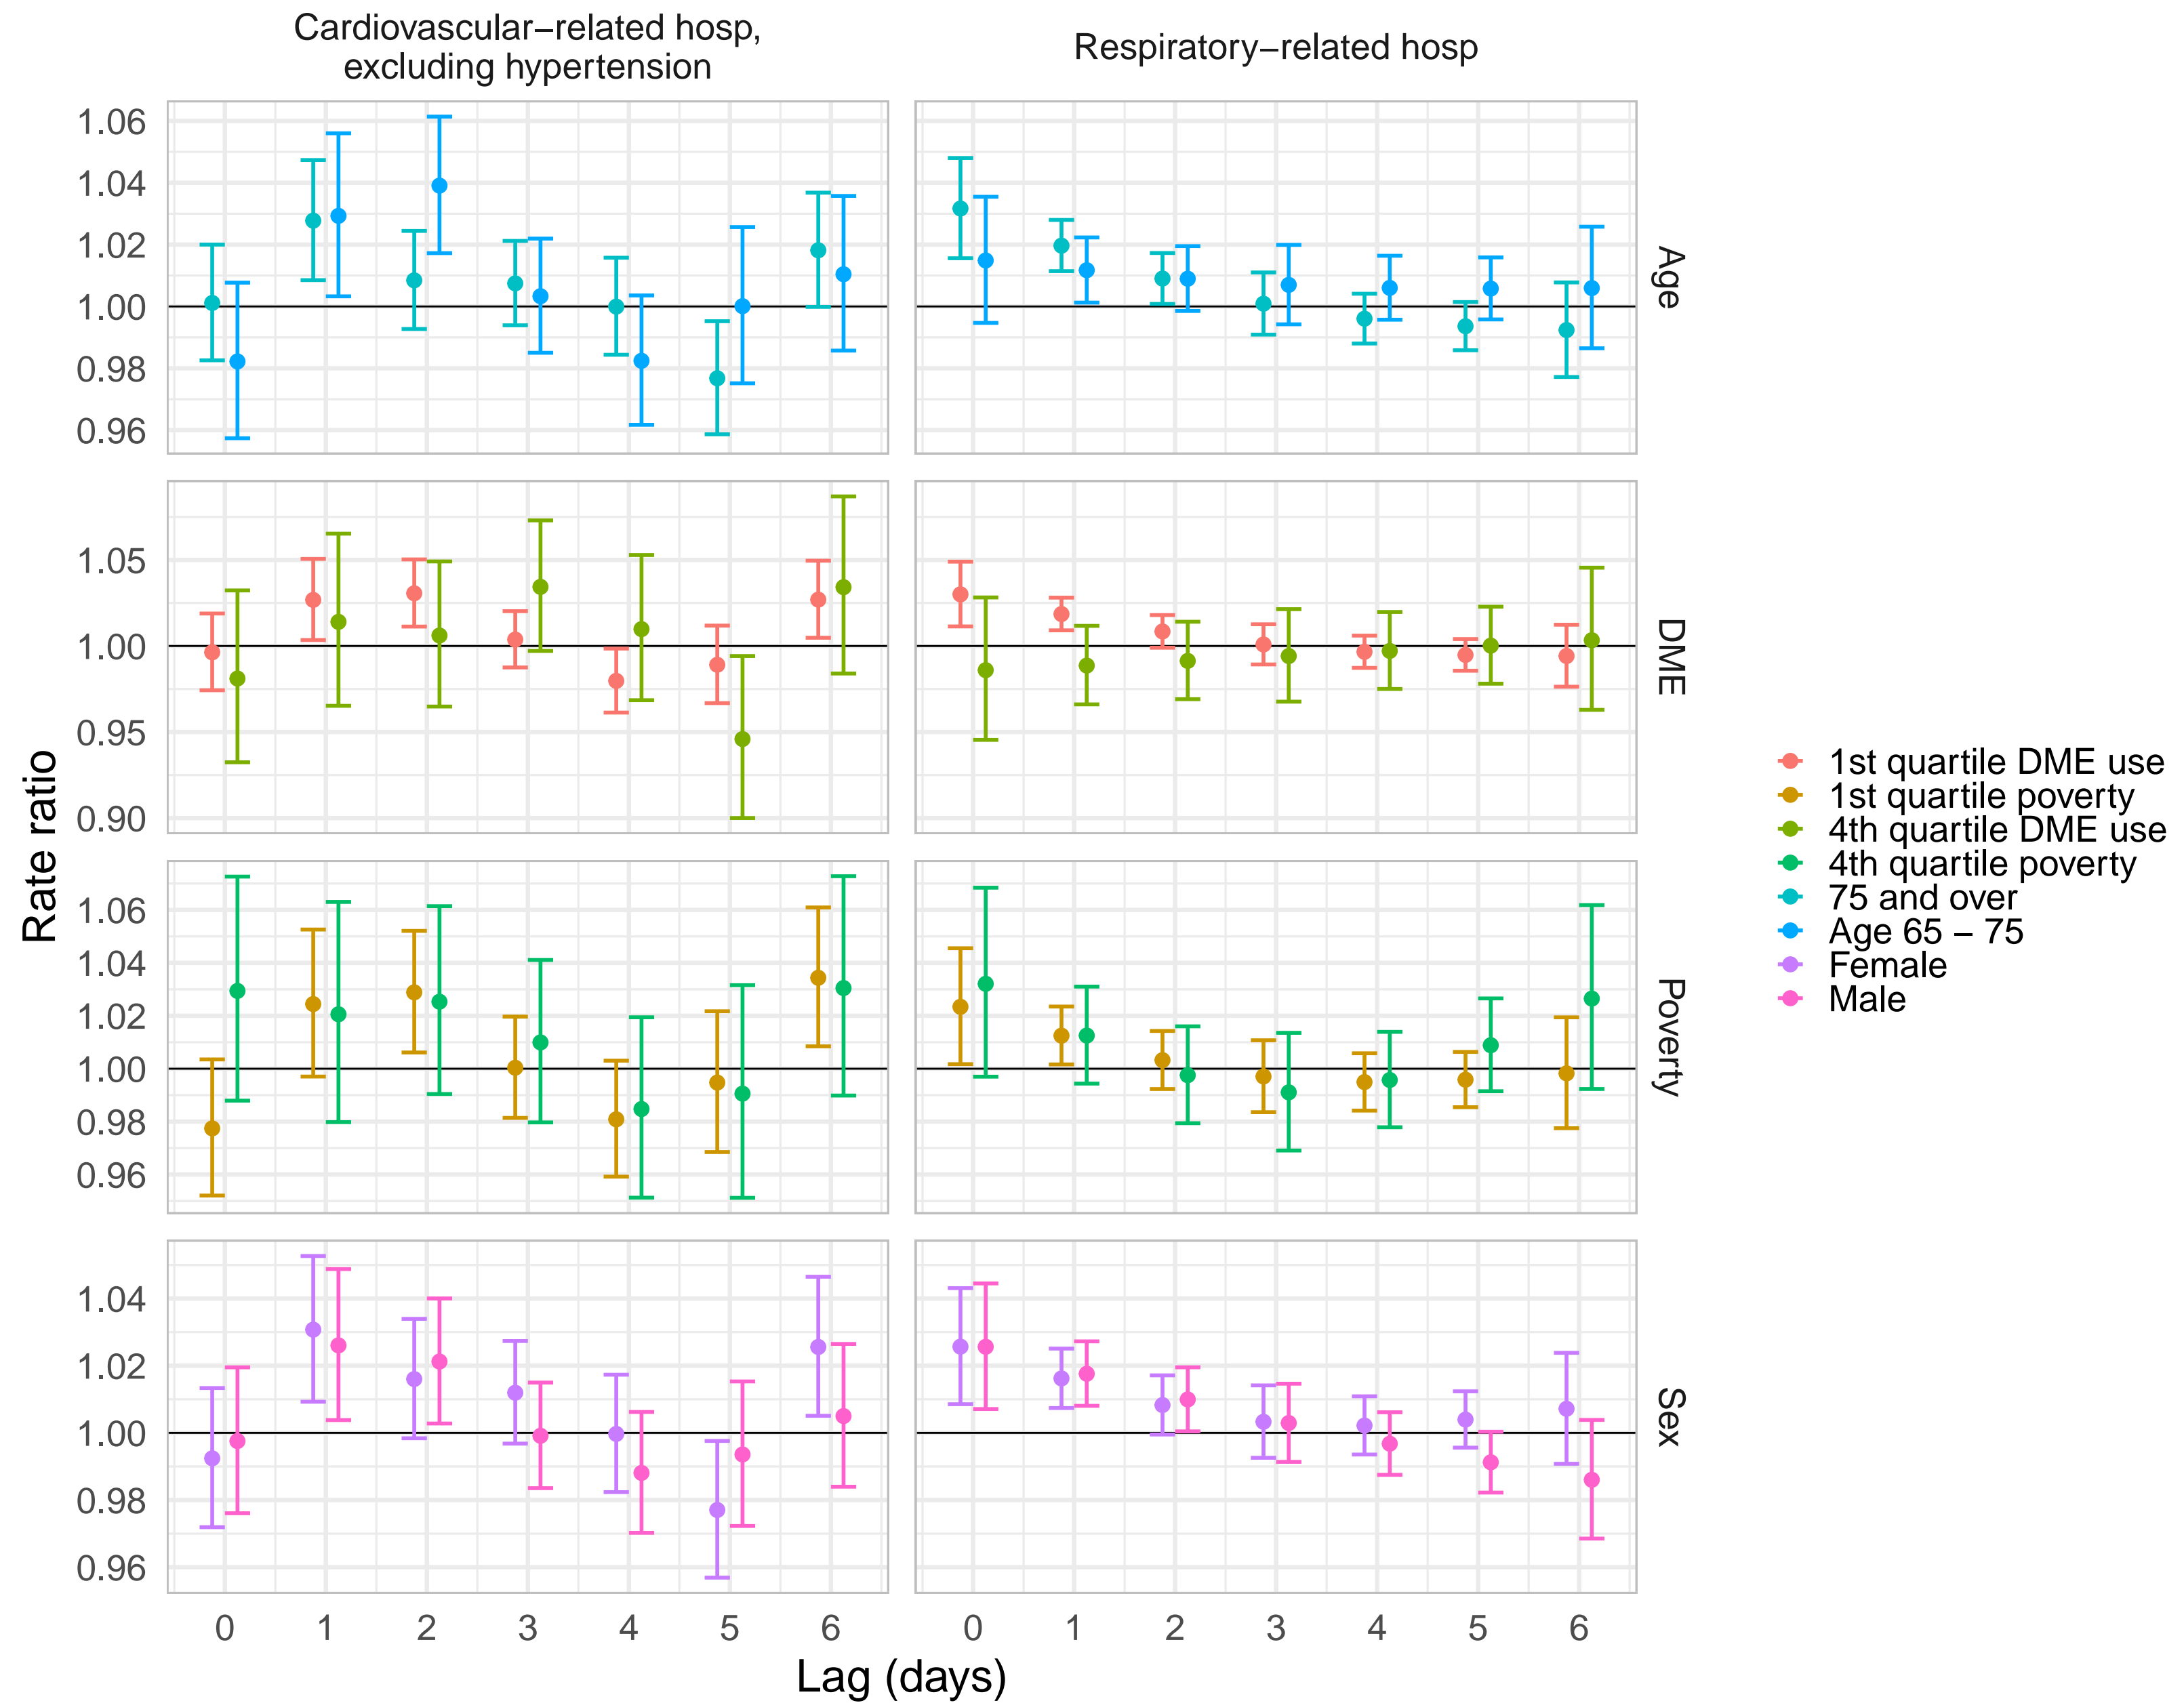 Cardiovascular−related hosp,
excluding hypertension
Respiratory−related hosp
1.06
1.04
1.02
1.00
0.98
0.96
Age
1.05
1.00
0.95
0.90
DME
1.06
1.04
1.02
1.00
0.98
0.96
Poverty
1.04
1.02
1.00
0.98
0.96
Sex
Rate ratio
0 1 2 3 4 5 6
0 1 2 3 4 5 6
Lag (days)
1st quartile DME use
1st quartile poverty
4th quartile DME use
4th quartile poverty
75 and over
Age 65 − 75
Female
Male